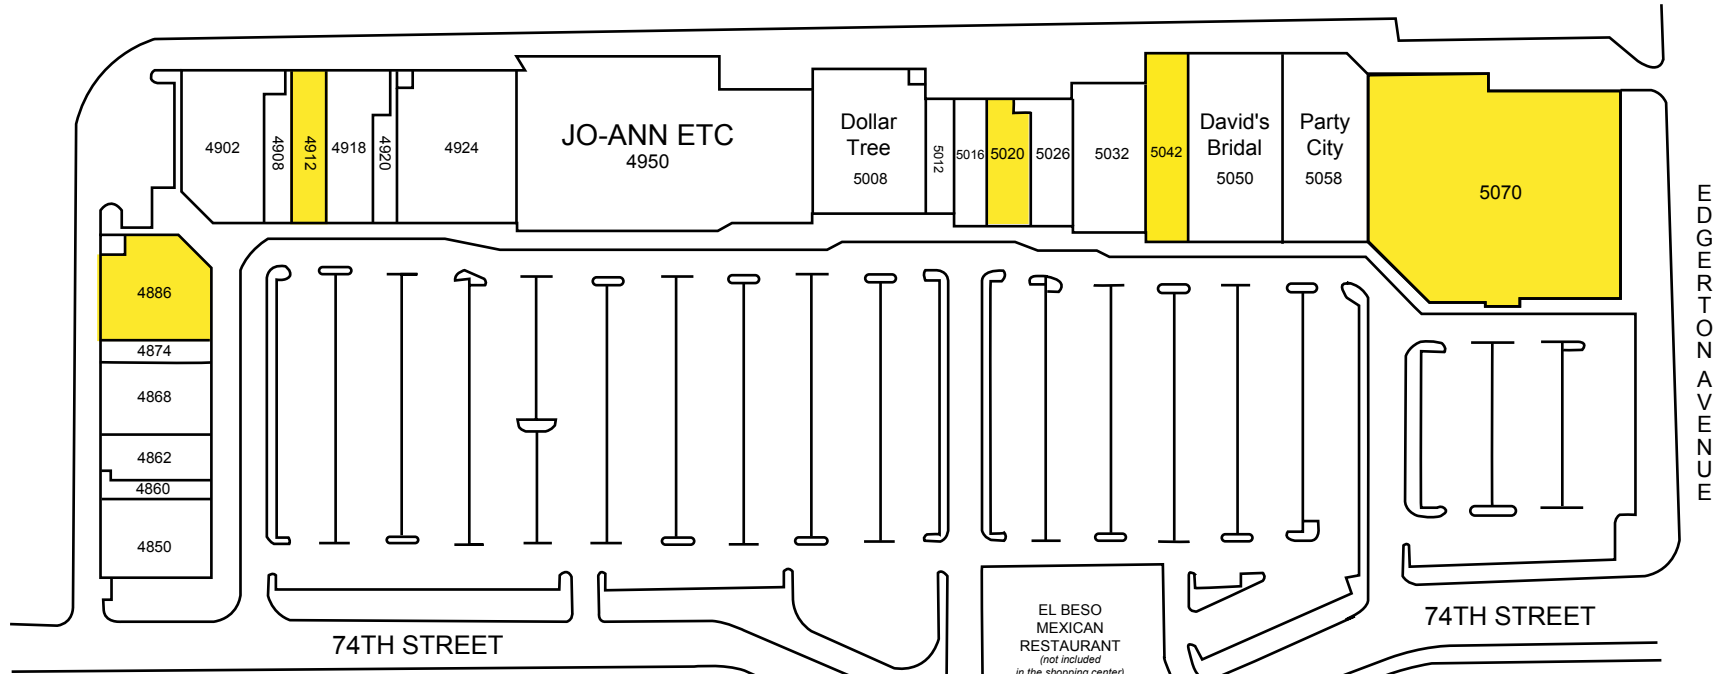 4902
4908
4912
4918
4920
4924
JO-ANN ETC
4950
Dollar
Tree
5008
5012
5016
5020
5026
5032
5042
David's
Bridal
5050
Party
City
5058
5070
EDGERTON AVENUE
4886
4874
4868
4862
4860
4850
74TH STREET
EL BESO
MEXICAN
RESTAURANT
(not included
in the shopping center)
74TH STREET